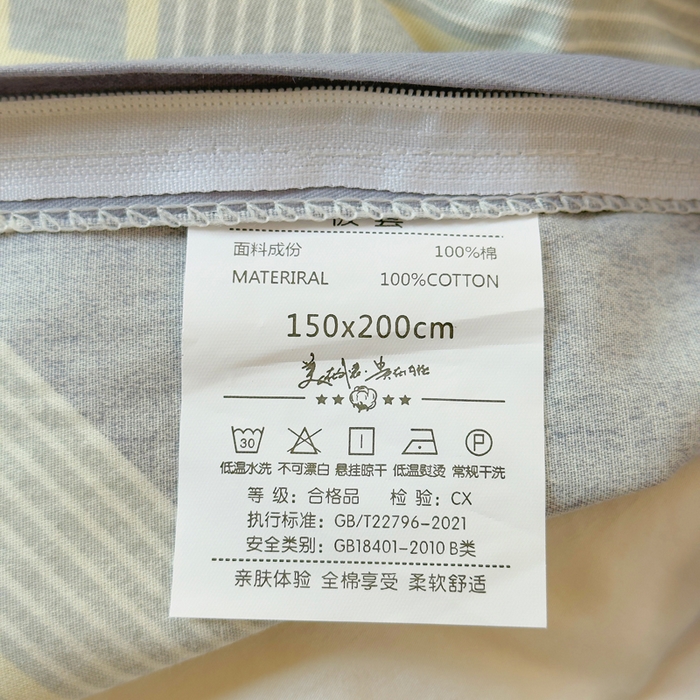 面料成份 100%棉
MATERIRAL 100%COTTON
150x200cm
30 P
低温水洗 不可漂白 悬挂晾干 低温熨烫 常规干洗
等 级：合格品 检 验：CX
执行标准：GB/T22796-2021
安全类别：GB18401-2010 B类
亲肤体验 全棉享受 柔软舒适